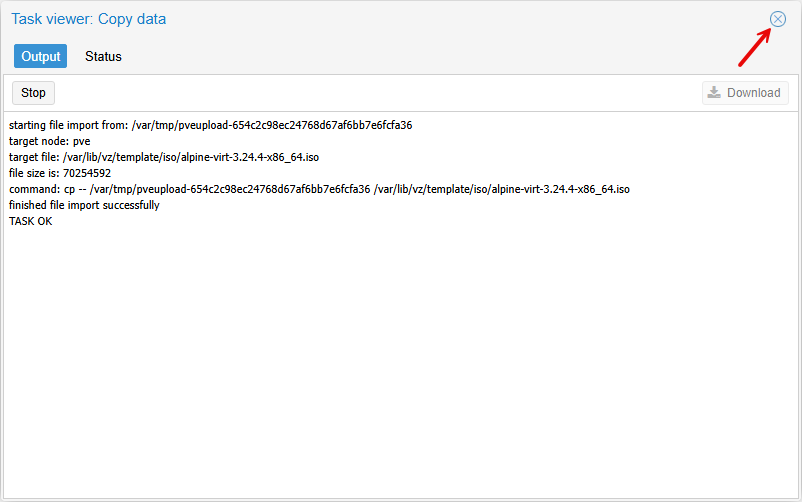 Task viewer: Copy data
Output Status
Stop Download
starting file import from: /var/tmp/pveupload-654c2c98ec24768d67af6bb7e6fcfa36
target node: pve
target file: /var/lib/vz/template/iso/alpine-virt-3.24.4-x86_64.iso
file size is: 70254592
command: cp -- /var/tmp/pveupload-654c2c98ec24768d67af6bb7e6fcfa36 /var/lib/vz/template/iso/alpine-virt-3.24.4-x86_64.iso
finished file import successfully
TASK OK